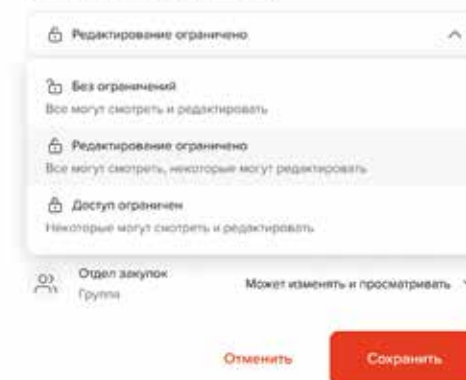 Редактирование ограничено
Без ограничений
Все могут смотреть и редактировать
Редактирование ограничено
Все могут смотреть, некоторые могут редактировать
Доступ ограничен
Некоторые могут смотреть и редактировать
Отдел закупок
Группа
Может изменять и просматривать
Отменить
Сохранить